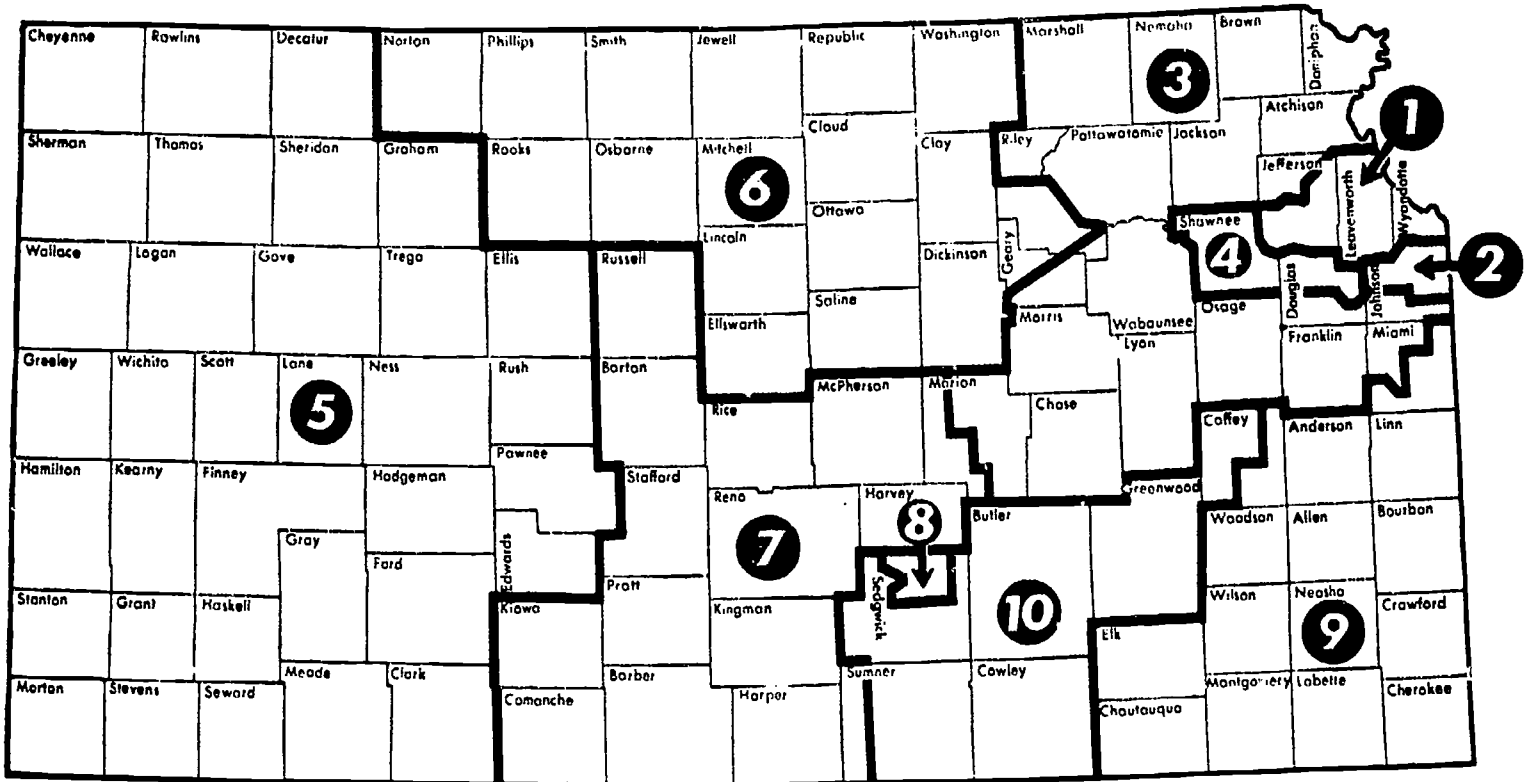 Cheyenne
Rawlins
Decatur
Norton
Phillips
Smith
Jewell
Republic
Washington
Marshall
Nemaha
Brown
Doniphan
3
Atchison
1
Sherman
Thomas
Sheridan
Graham
Rooks
Osborne
Mitchell
Cloud
Clay
Riley
Pottawatomie
Jackson
Jefferson
Leavenworth
Wyandotte
6
Ottawa
Shawnee
4
2
Wallace
Logan
Gove
Trego
Ellis
Russell
Lincoln
Dickinson
Geary
Saline
Ellsworth
Morris
Wabaunsee
Lyon
Osage
Douglas
Johnson
Franklin
Miami
Greeley
Wichita
Scott
Lane
Ness
Rush
Barton
McPherson
Marion
Chase
5
Rice
Coffey
Anderson
Linn
Pawnee
Hamilton
Kearny
Finney
Hodgeman
Stafford
Reno
Harvey
8
Greenwood
Butler
Woodson
Allen
Bourbon
Gray
Ford
Edwards
7
Pratt
Sedgwick
10
Stanton
Grant
Haskell
Kiowa
Kingman
Elk
Wilson
Neosho
9
Crawford
Morton
Stevens
Seward
Meade
Clark
Comanche
Barber
Harper
Sumner
Cowley
Chautauqua
Montgomery
Labette
Cherokee